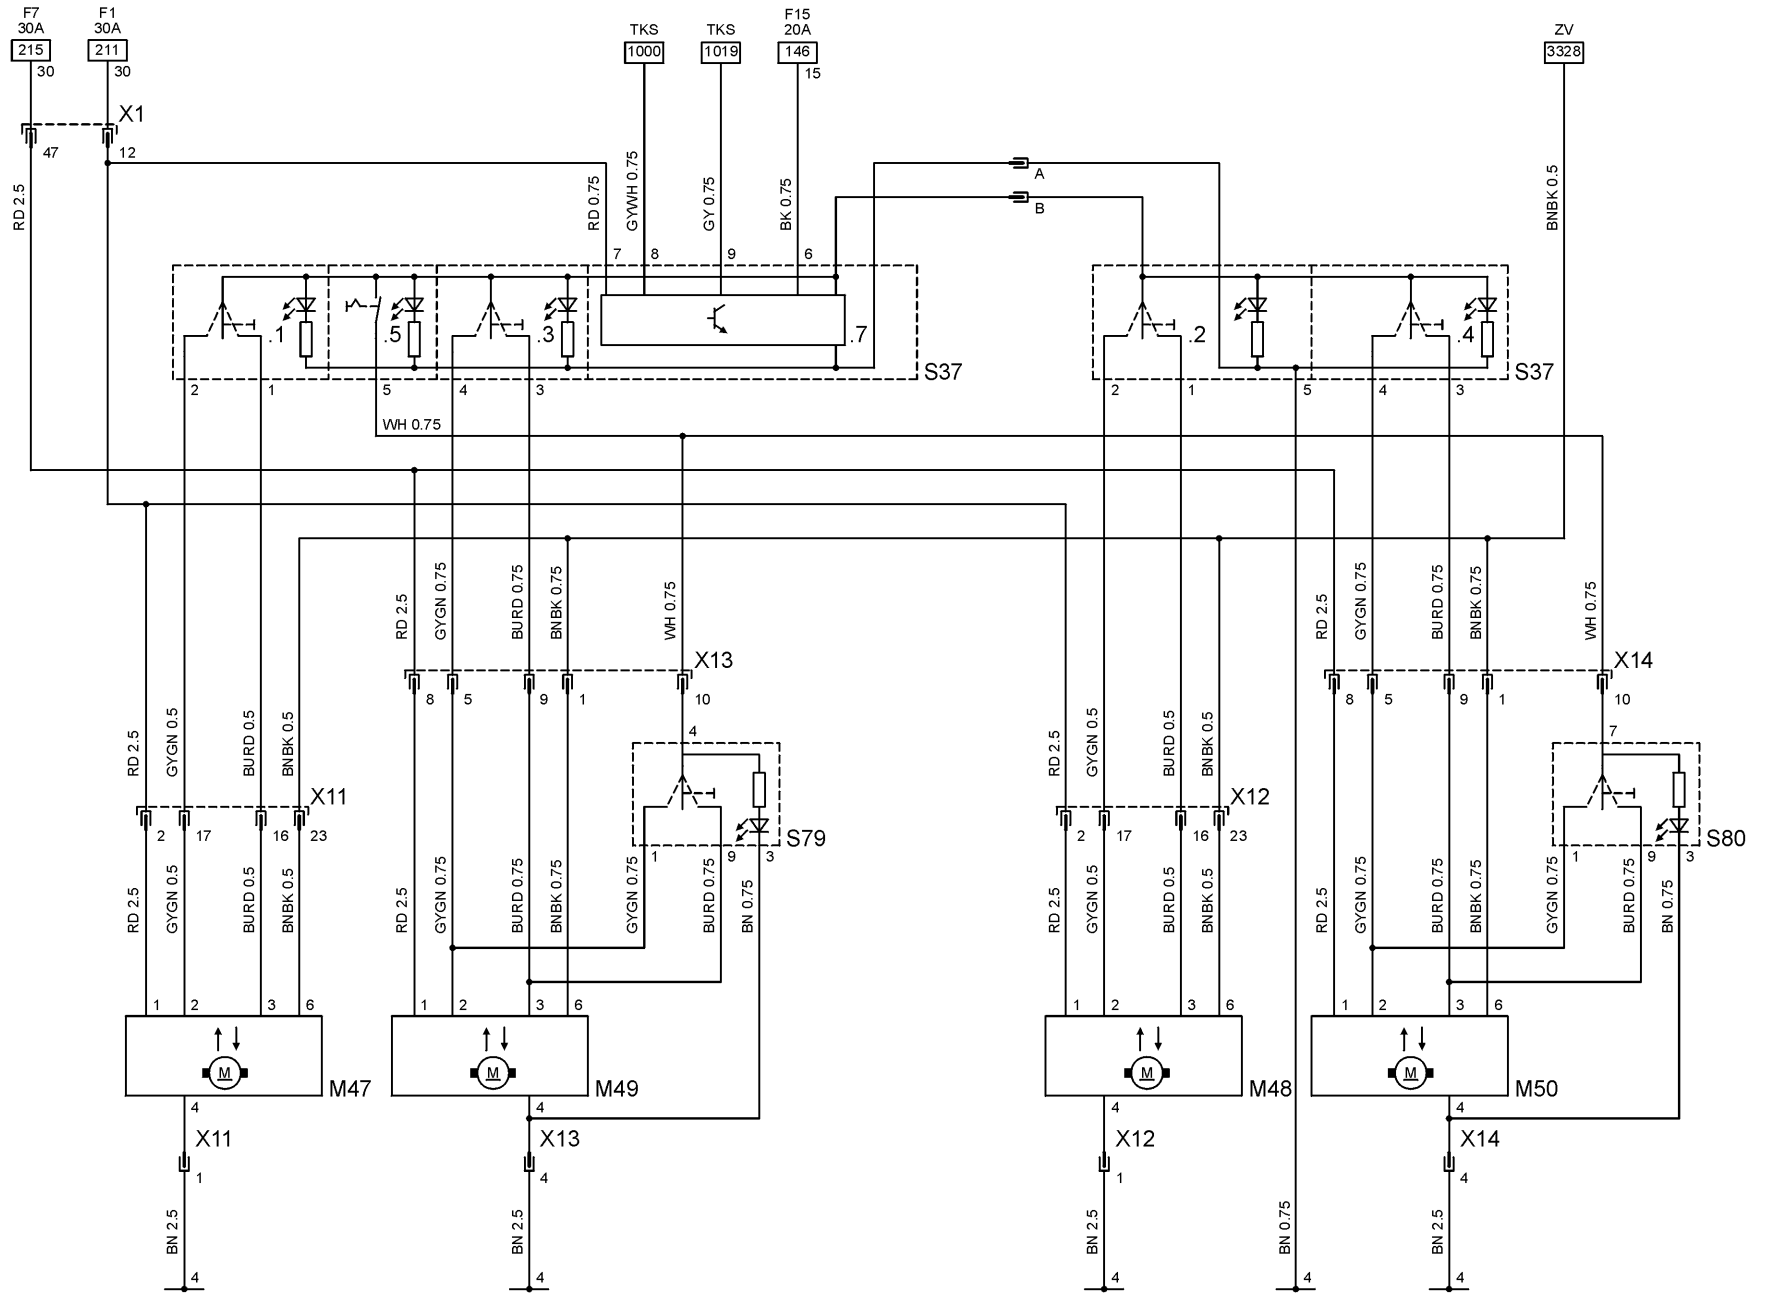 F7 F1 TKS TKS F15 ZV
30A 30A 20A
215 211 1000 1019 146 3328
30 30 15
X1
47 12
A
B
RD 2.5 RD 0.75 GYWH 0.75 GY 0.75 BK 0.75 BNBK 0.5
7 8 9 6
.1 .5 .3 .7 .2 .4
S37 S37
2 1 5 4 3 2 1 5 4 3
WH 0.75
RD 2.5 GYGN 0.75 BURD 0.75 BNBK 0.75 WH 0.75 RD 2.5 GYGN 0.75 BURD 0.75 BNBK 0.75 WH 0.75
X13 X14
8 5 9 1 10 8 5 9 1 10
RD 2.5 GYGN 0.5 BURD 0.5 BNBK 0.5 RD 2.5 GYGN 0.5 BURD 0.5 BNBK 0.5
4 7
X11 X12
2 17 16 23 2 17 16 23
S79 S80
1 9 3 1 9 3
RD 2.5 GYGN 0.5 BURD 0.5 BNBK 0.5 RD 2.5 GYGN 0.75 BURD 0.75 BNBK 0.75 GYGN 0.75 BURD 0.75 BN 0.75 RD 2.5 GYGN 0.5 BURD 0.5 BNBK 0.5 RD 2.5 GYGN 0.75 BURD 0.75 BNBK 0.75 GYGN 0.75 BURD 0.75 BN 0.75
1 2 3 6 1 2 3 6 1 2 3 6 1 2 3 6
M M M M
M47 M49 M48 M50
4 4 4 4
X11 X13 X12 X14
1 4 1 4
BN 2.5 BN 2.5 BN 2.5 BN 0.75 BN 2.5
4 4 4 4 4